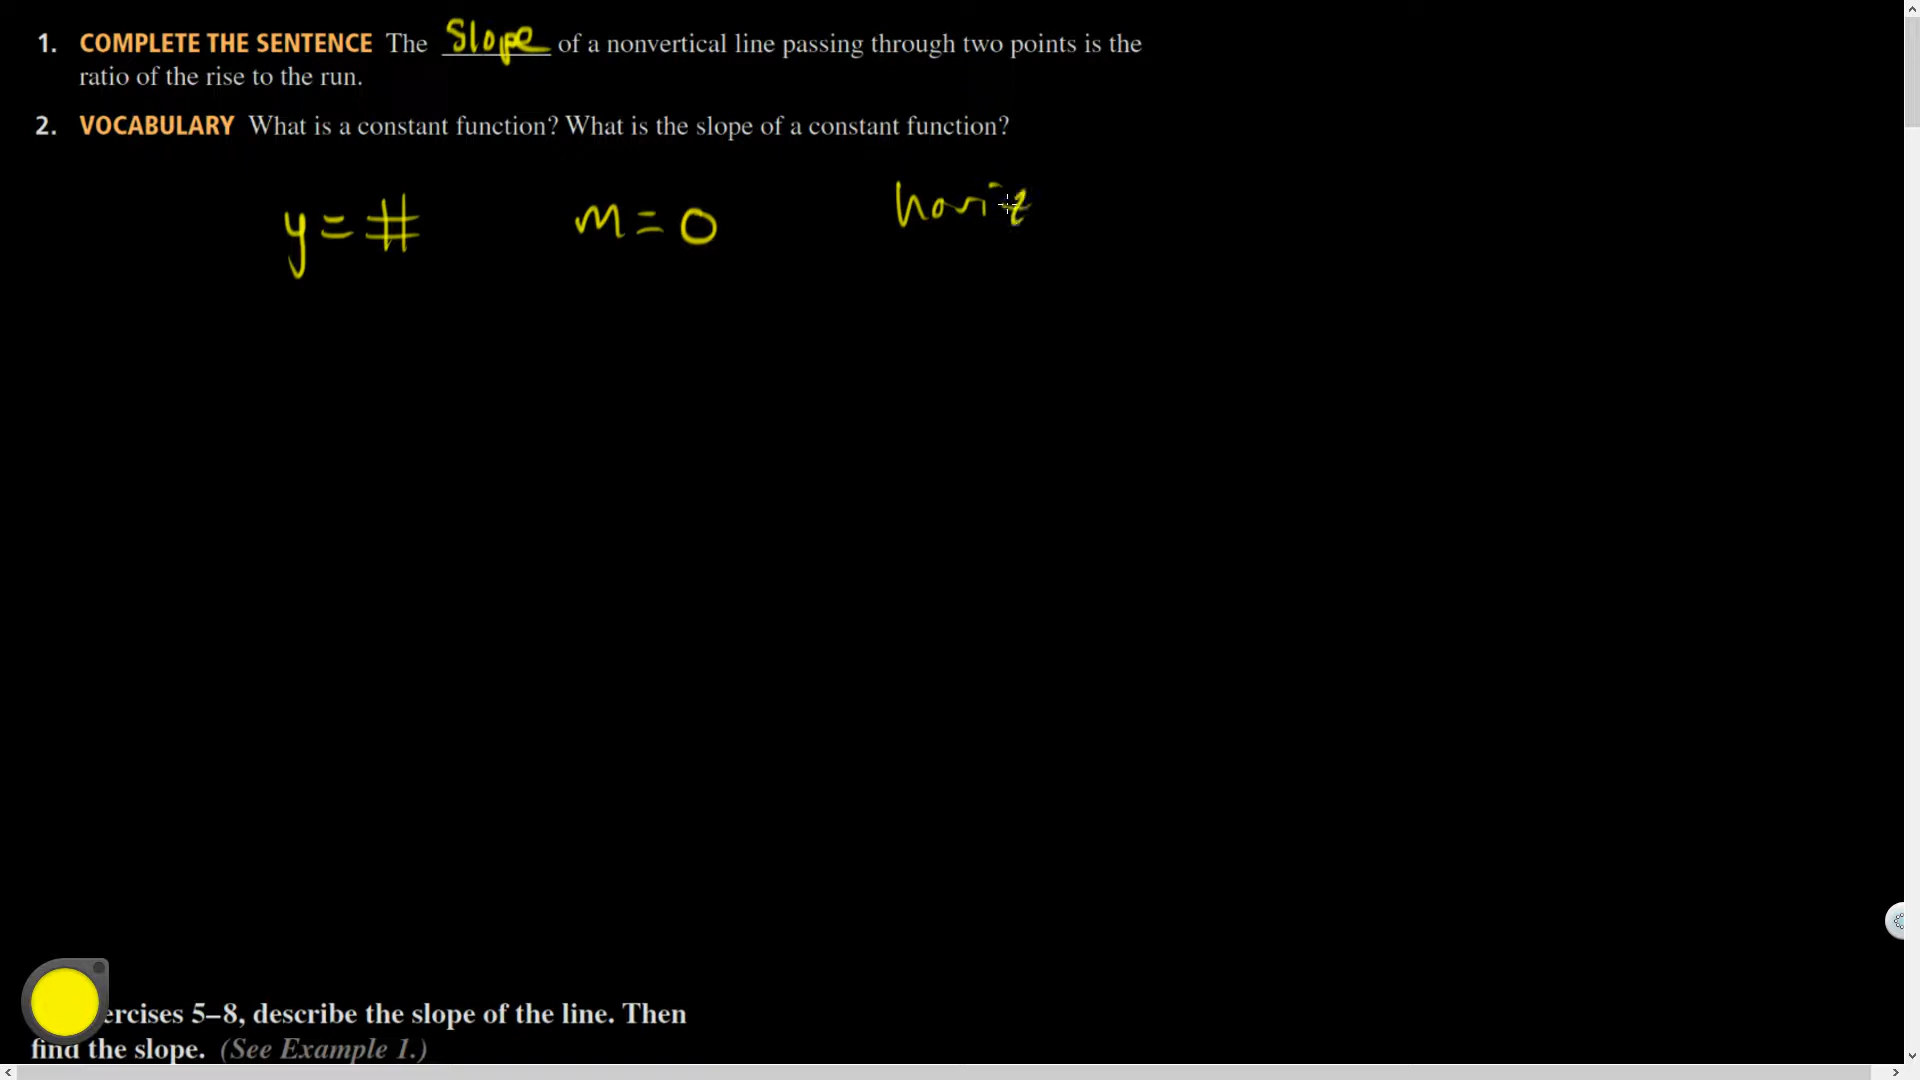 1. COMPLETE THE SENTENCE The Slope of a nonvertical line passing through two points is the
ratio of the rise to the run.
2. VOCABULARY What is a constant function? What is the slope of a constant function?
y = # m = 0 horiz
ercises 5–8, describe the slope of the line. Then
find the slope. (See Example 1.)